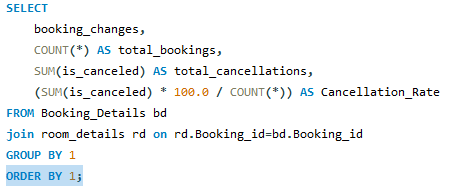 SELECT
booking_changes,
COUNT(*) AS total_bookings,
SUM(is_canceled) AS total_cancellations,
(SUM(is_canceled) * 100.0 / COUNT(*)) AS Cancellation_Rate
FROM Booking_Details bd
join room_details rd on rd.Booking_id=bd.Booking_id
GROUP BY 1
ORDER BY 1;